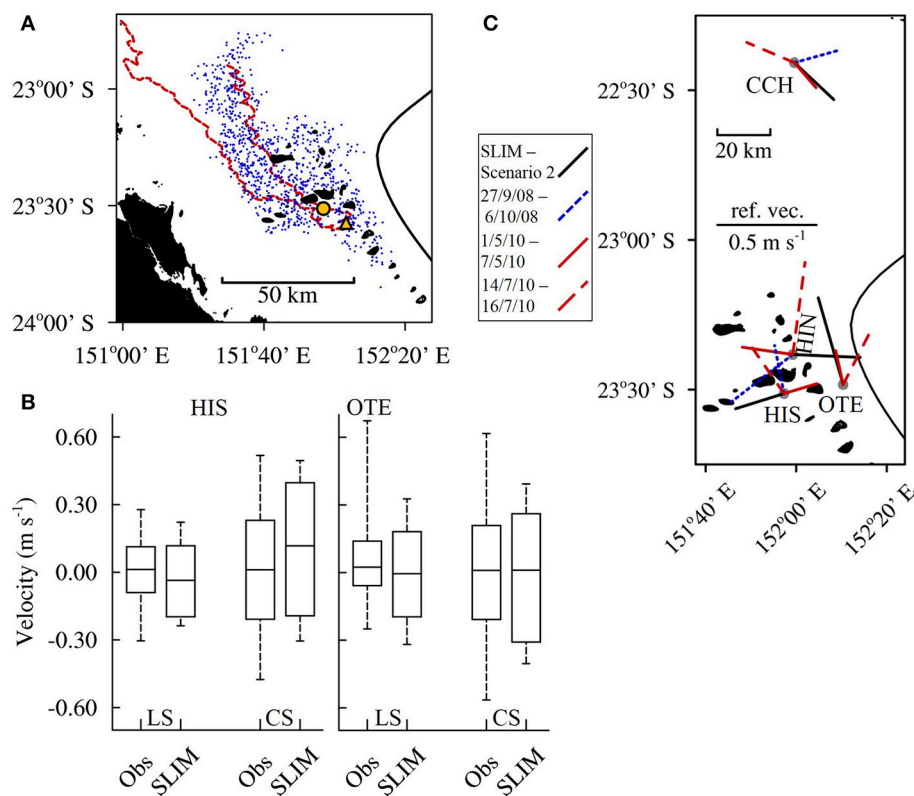 A
23°00' S
23°30' S
24°00' S
50 km
151°00' E
151°40' E
152°20' E
B
HIS
OTE
Velocity (m s-1)
0.60
0.30
0.00
-0.30
-0.60
LS
CS
LS
CS
Obs
SLIM
Obs
SLIM
Obs
SLIM
Obs
SLIM
C
SLIM –
Scenario 2
27/9/08 –
6/10/08
1/5/10 –
7/5/10
14/7/10 –
16/7/10
22°30' S
23°00' S
23°30' S
CCH
20 km
ref. vec.
0.5 m s-1
HIN
HIS
OTE
151°40' E
152°00' E
152°20' E